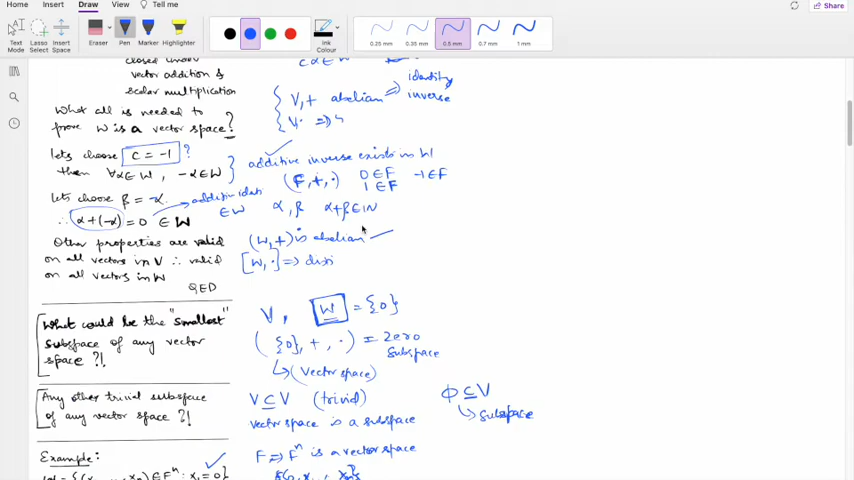 Home Insert Draw View Tell me
Share
Text Mode
Lasso Select
Insert Space
Eraser
Pen
Marker
Highlighter
Ink Colour
0.25 mm
0.35 mm
0.5 mm
0.7 mm
1 mm
closed under
vector addition &
scalar multiplication
What all is needed to
prove W is a vector space?
Lets choose c = -1 ?
then ∀α∈W, -α∈W
Lets choose β = -α
∴ α+(-α) = 0 ∈ W
Other properties are valid
on all vectors in V ∴ valid
on all vectors in W
QED
cα∈W
V,+ abelian ⇒ identity
inverse
V,· ⇒ 4
additive inverse exists in W
(F,+,·) 0∈F -1∈F
1∈F
∈W α,β α+β∈W
(W,+) is abelian
[W,·] ⇒ dist
What could be the "smallest"
subspace of any vector
space ?!
V, W = {0}
({0},+,·) = zero
subspace
(Vector space)
Any other trivial subspace
of any vector space ?!
V⊆V (trivial)
vector space is a subspace
ϕ⊆V
subspace
Example:
F ⇒ Fⁿ is a vector space